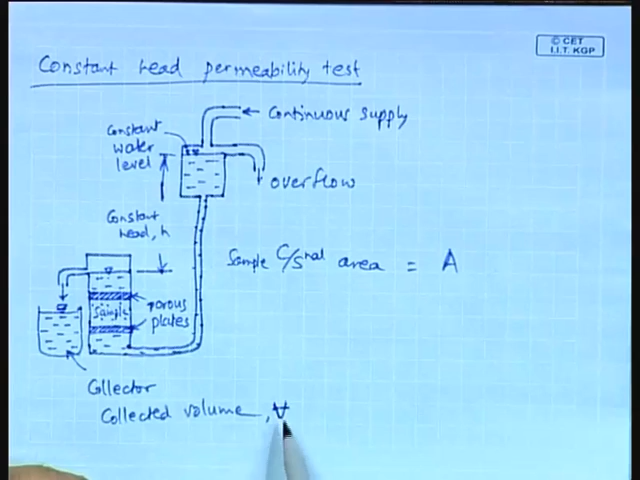 © CET
I.I.T. KGP
Constant head permeability test
Continuous supply
Constant
water
level
overflow
Constant
head, h
Sample C/Snal area = A
Sample
porous
plates
Collector
Collected volume, ∀